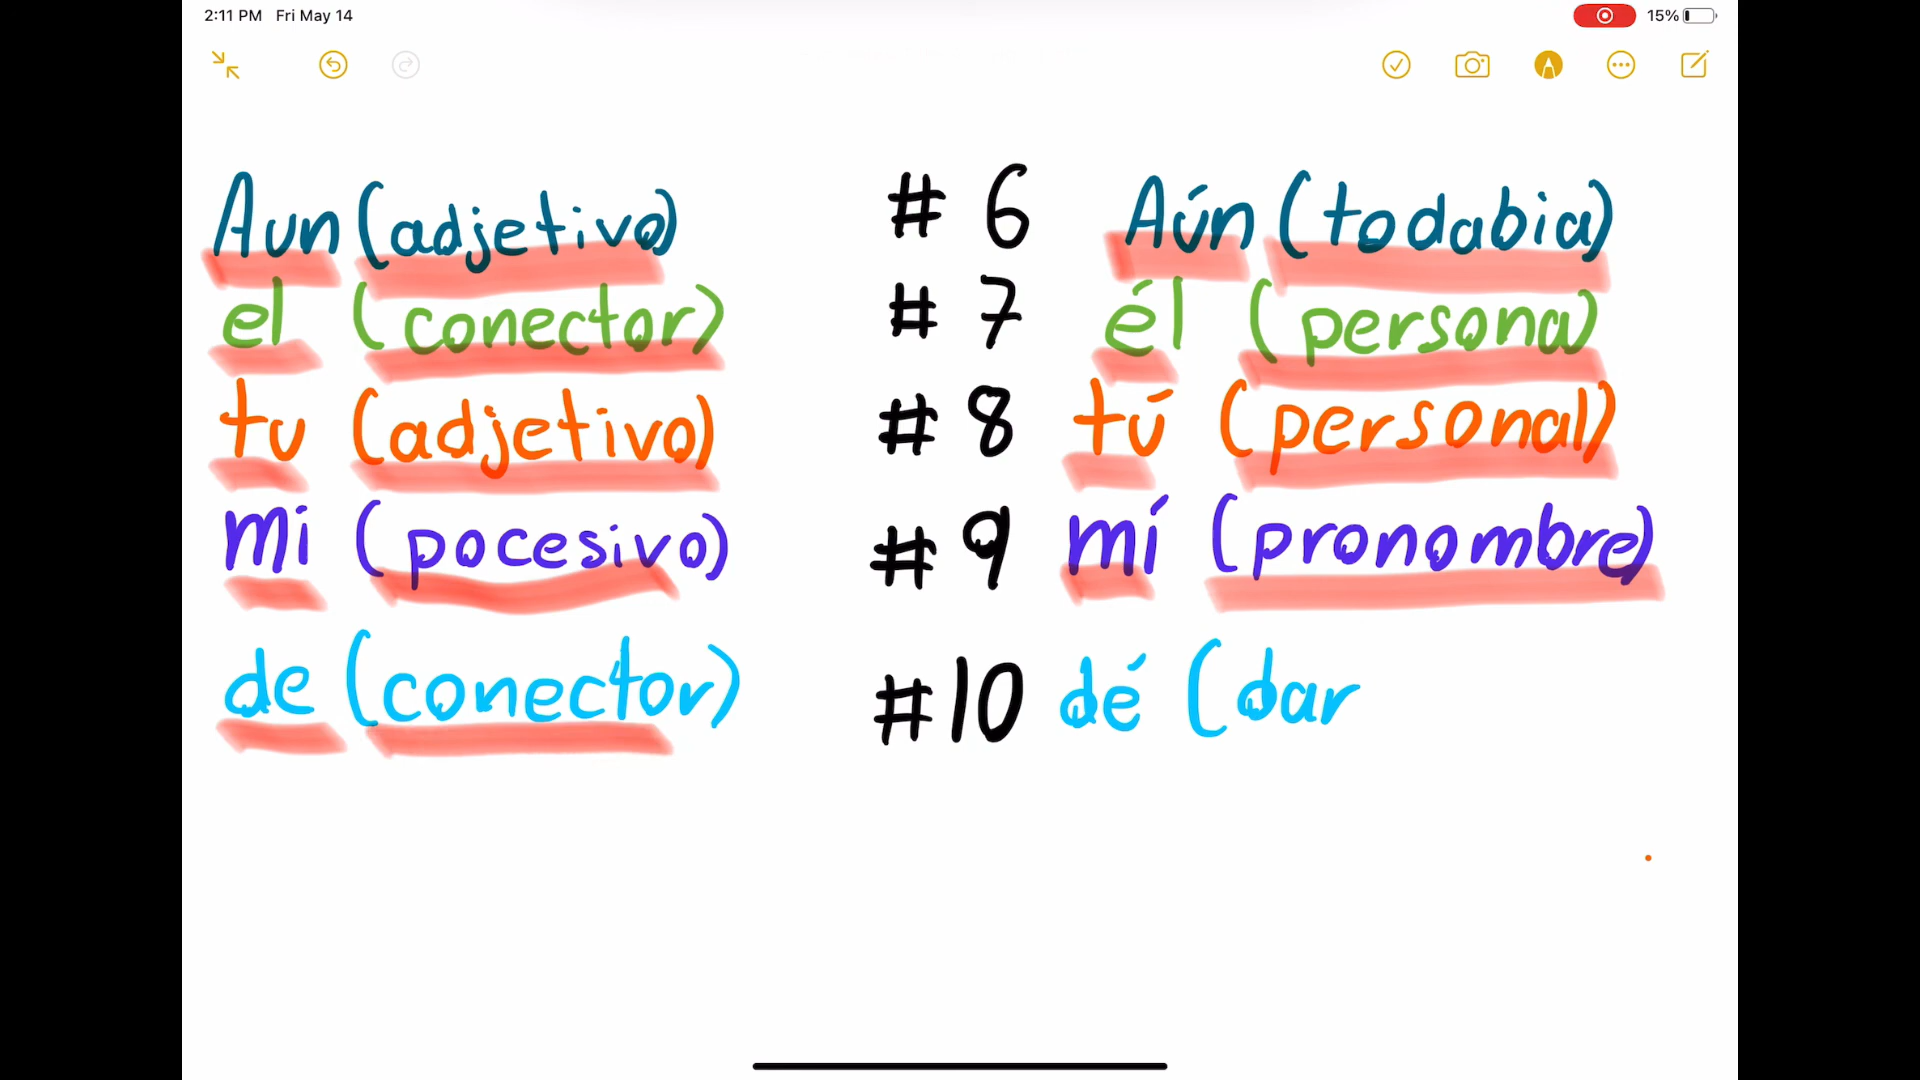 2:11 PM Fri May 14 15%
Aun (adjetivo) # 6 Aún (todabia)
el (conector) # 7 él (persona)
tu (adjetivo) # 8 tú (personal)
mi (pocesivo) # 9 mí (pronombre)
de (conector) #10 dé (dar